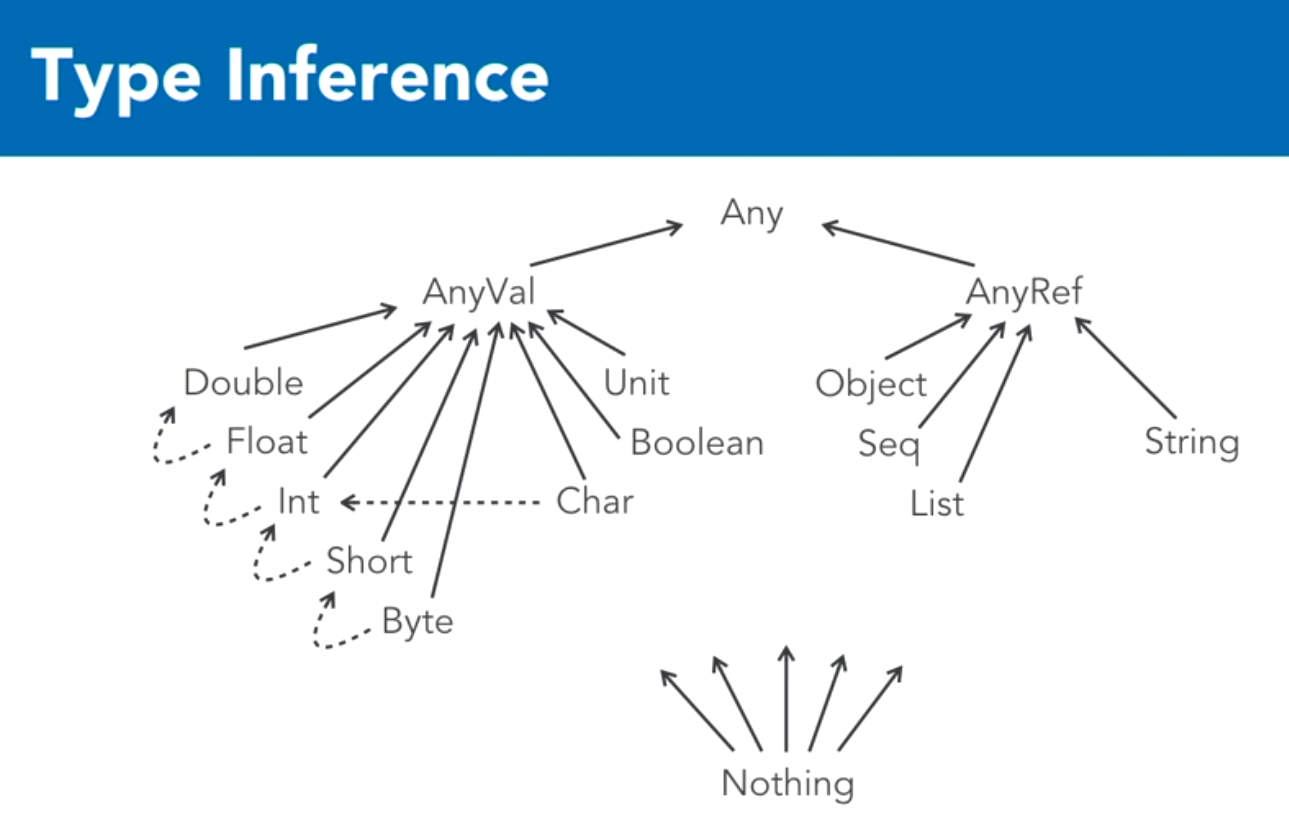 Type Inference
Any
AnyVal
AnyRef
Double
Unit
Object
Float
Boolean
Seq
String
Int
Char
List
Short
Byte
Nothing